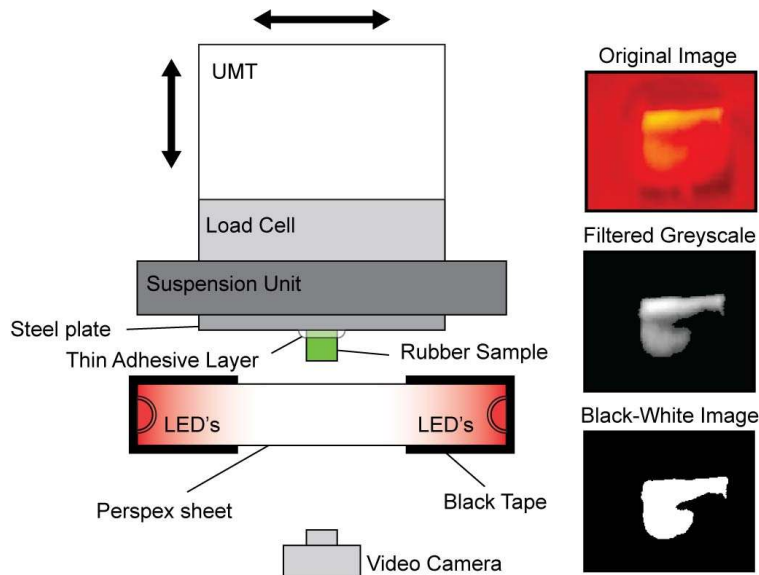 UMT
Load Cell
Suspension Unit
Steel plate
Thin Adhesive Layer
Rubber Sample
LED's
LED's
Perspex sheet
Black Tape
Video Camera
Original Image
Filtered Greyscale
Black-White Image